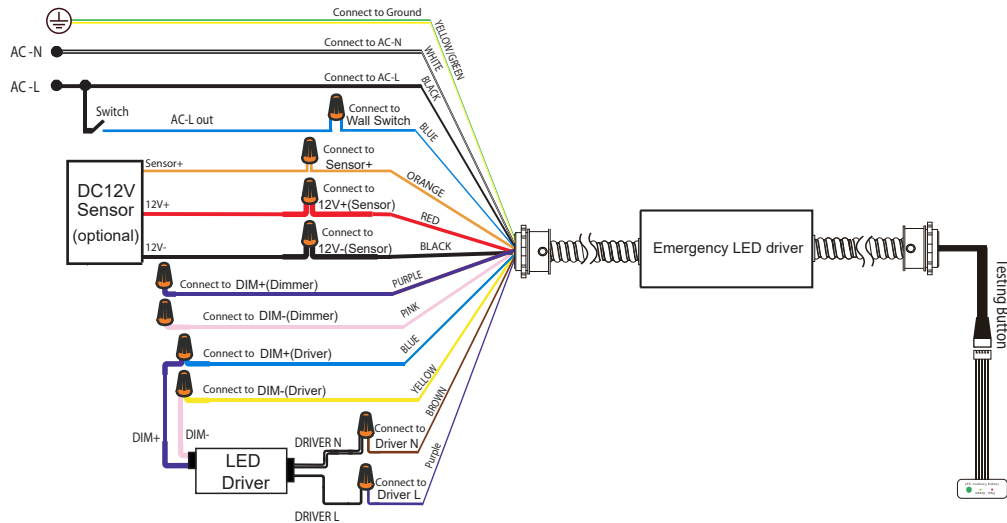 Connect to Ground
YELLOW/GREEN
AC-N
Connect to AC-N
WHITE
AC-L
Connect to AC-L
BLACK
Switch
AC-L out
Connect to
Wall Switch
BLUE
DC12V
Sensor
(optional)
Sensor+
Connect to
Sensor+
ORANGE
12V+
Connect to
12V+(Sensor)
RED
12V-
Connect to
12V-(Sensor)
BLACK
Connect to DIM+(Dimmer)
PURPLE
Connect to DIM-(Dimmer)
PINK
Connect to DIM+(Driver)
BLUE
Connect to DIM-(Driver)
YELLOW
DIM+
DIM-
LED
Driver
DRIVER N
Connect to
Driver N
BROWN
DRIVER L
Connect to
Driver L
Purple
Emergency LED driver
Testing Button